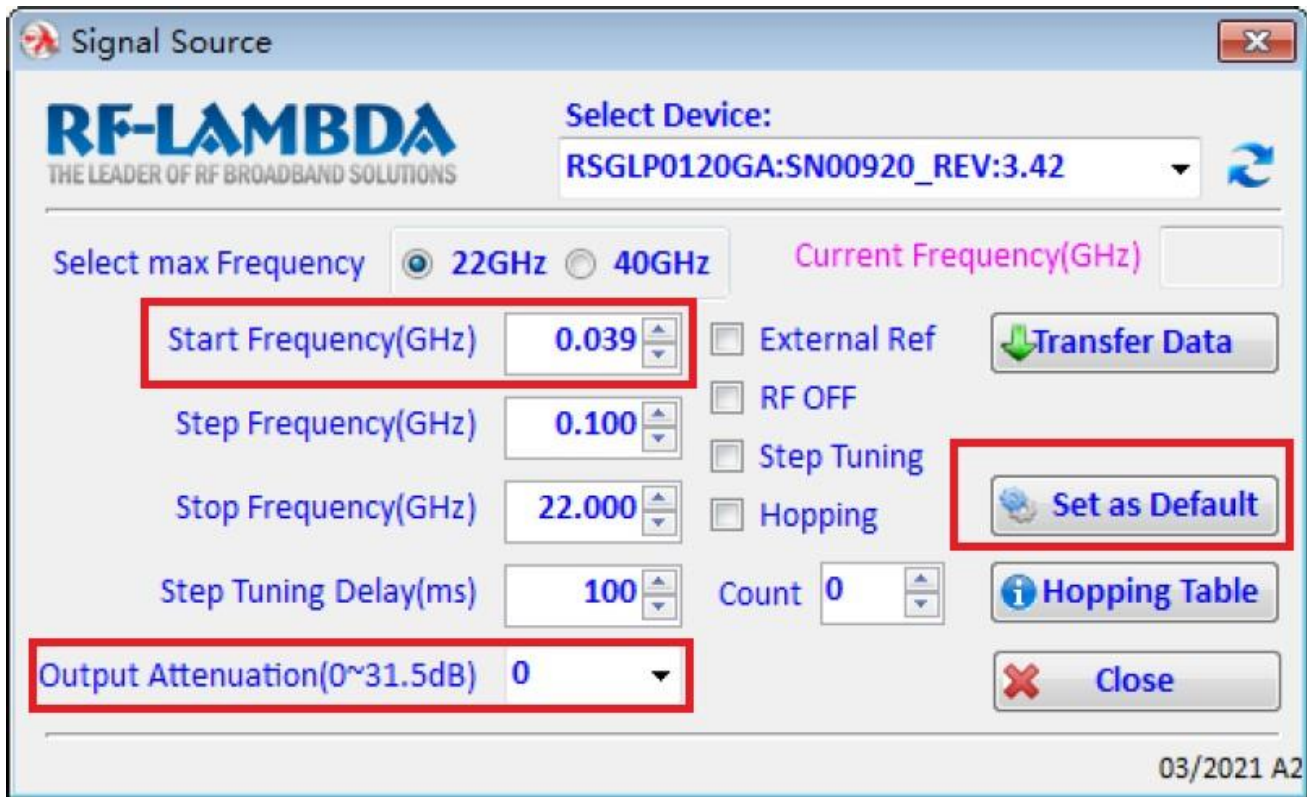 Signal Source
RF-LAMBDA
THE LEADER OF RF BROADBAND SOLUTIONS
Select Device:
RSGLP0120GA:SN00920_REV:3.42
Select max Frequency 22GHz 40GHz Current Frequency(GHz)
Start Frequency(GHz) 0.039 External Ref Transfer Data
RF OFF
Step Frequency(GHz) 0.100
Step Tuning
Stop Frequency(GHz) 22.000 Hopping Set as Default
Step Tuning Delay(ms) 100 Count 0 Hopping Table
Output Attenuation(0~31.5dB) 0 Close
03/2021 A2